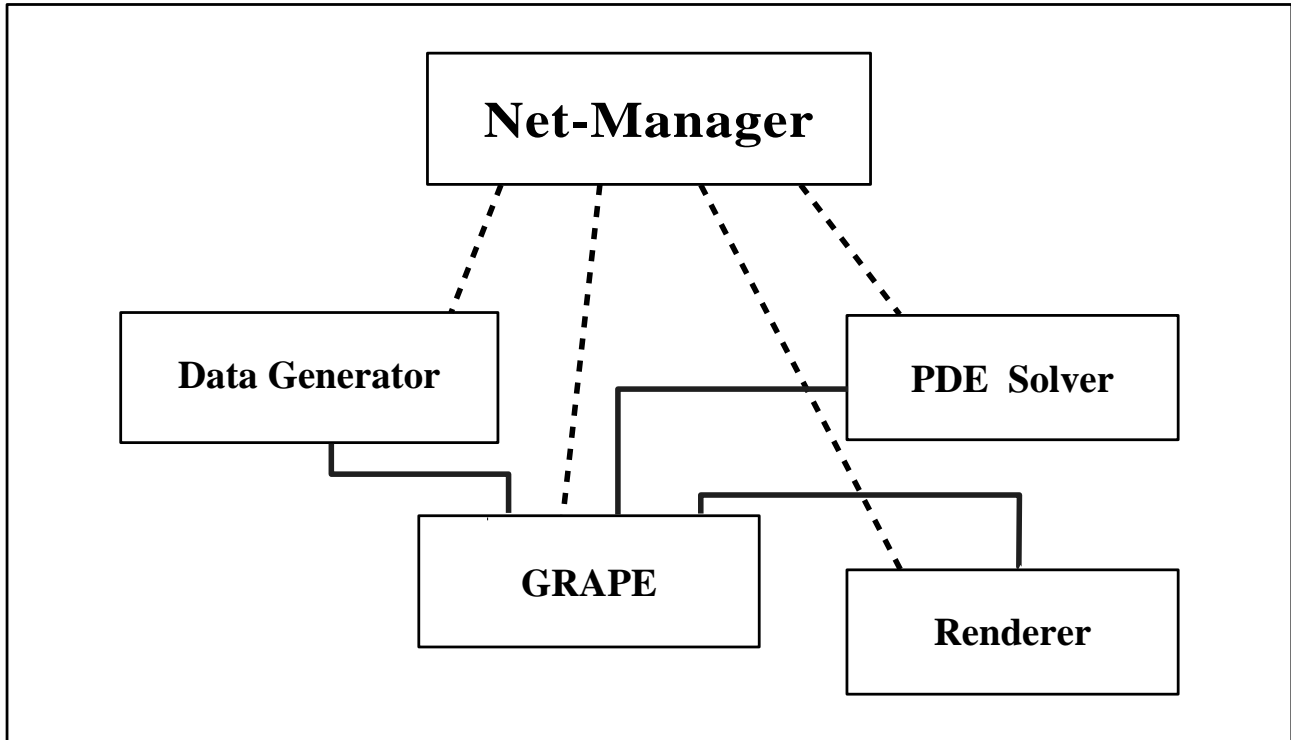 Net-Manager
Data Generator
PDE Solver
GRAPE
Renderer